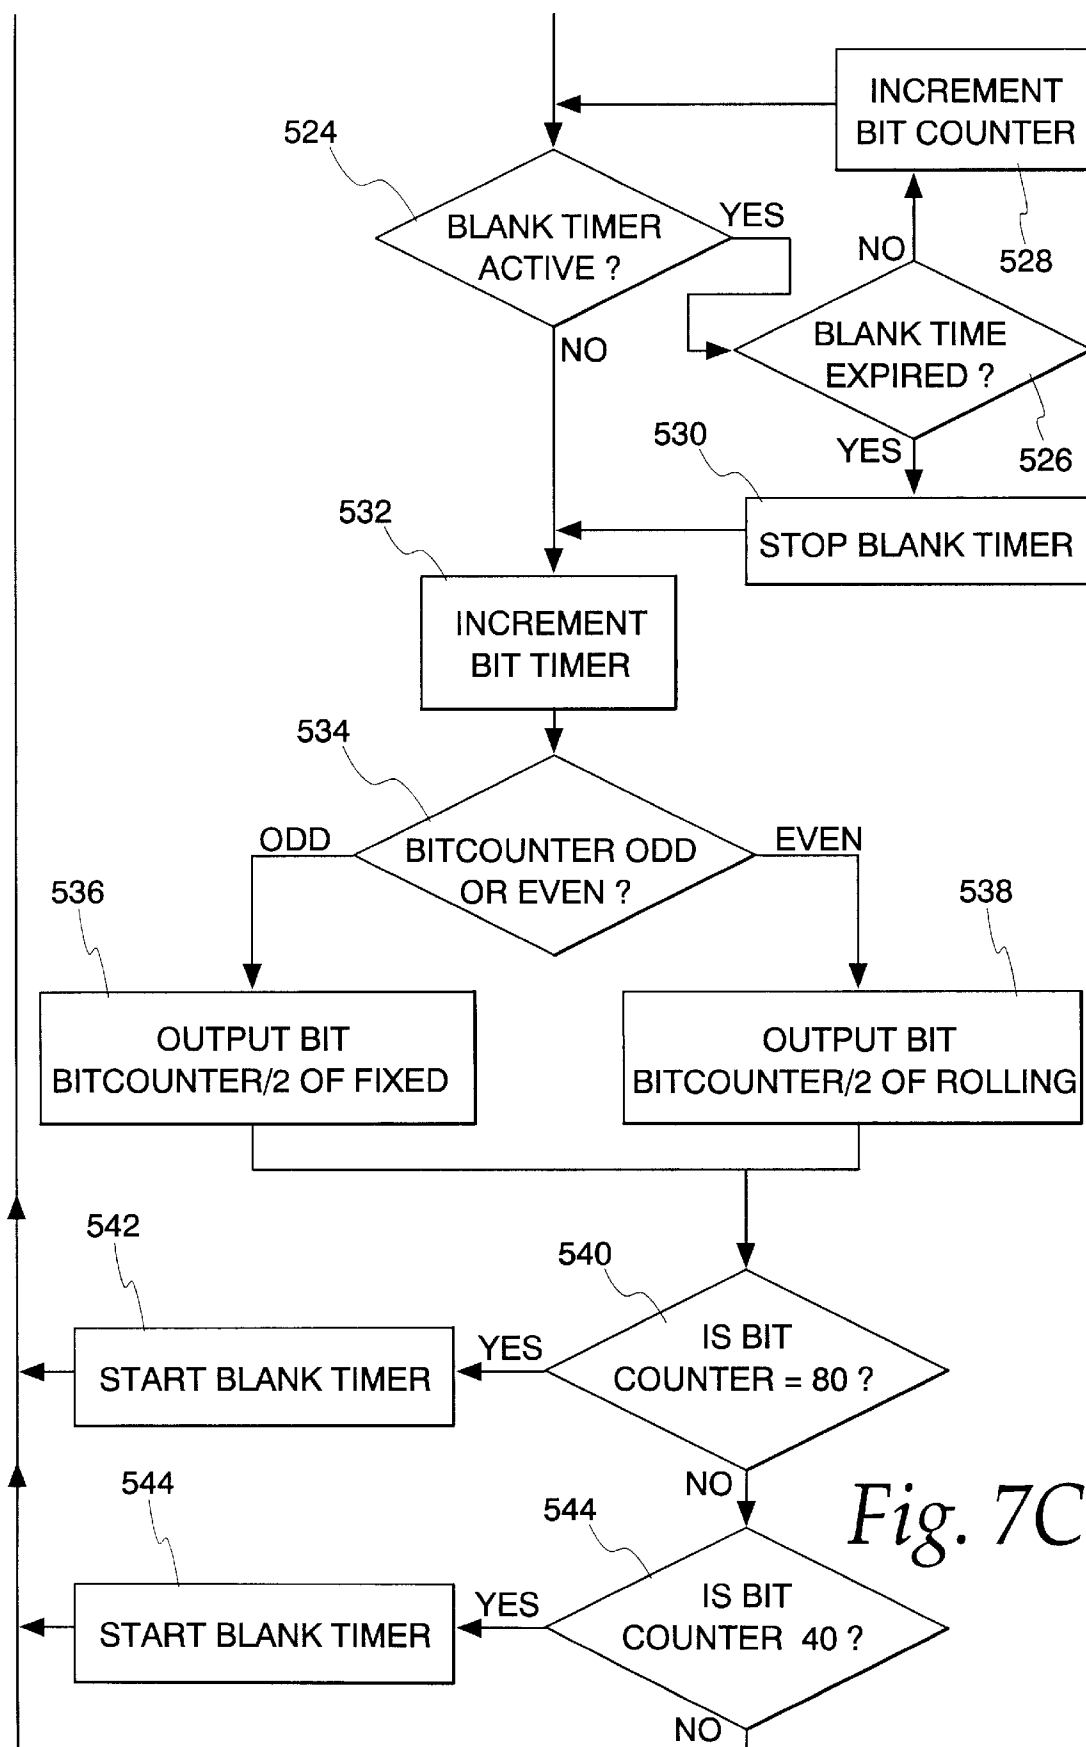 INCREMENT
BIT COUNTER
524
YES
BLANK TIMER
ACTIVE ?
NO
528
BLANK TIME
EXPIRED ?
NO
530
YES
526
532
STOP BLANK TIMER
INCREMENT
BIT TIMER
534
ODD
EVEN
BITCOUNTER ODD
OR EVEN ?
536
538
OUTPUT BIT
BITCOUNTER/2 OF FIXED
OUTPUT BIT
BITCOUNTER/2 OF ROLLING
542
540
IS BIT
COUNTER = 80 ?
YES
START BLANK TIMER
NO
544
544
Fig. 7C
IS BIT
COUNTER 40 ?
YES
START BLANK TIMER
NO